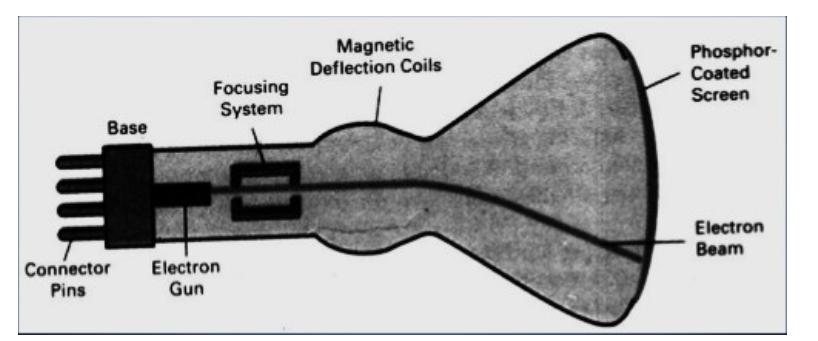 Magnetic
Deflection Coils
Phosphor-
Coated
Screen
Focusing
System
Base
Electron
Beam
Connector
Pins
Electron
Gun